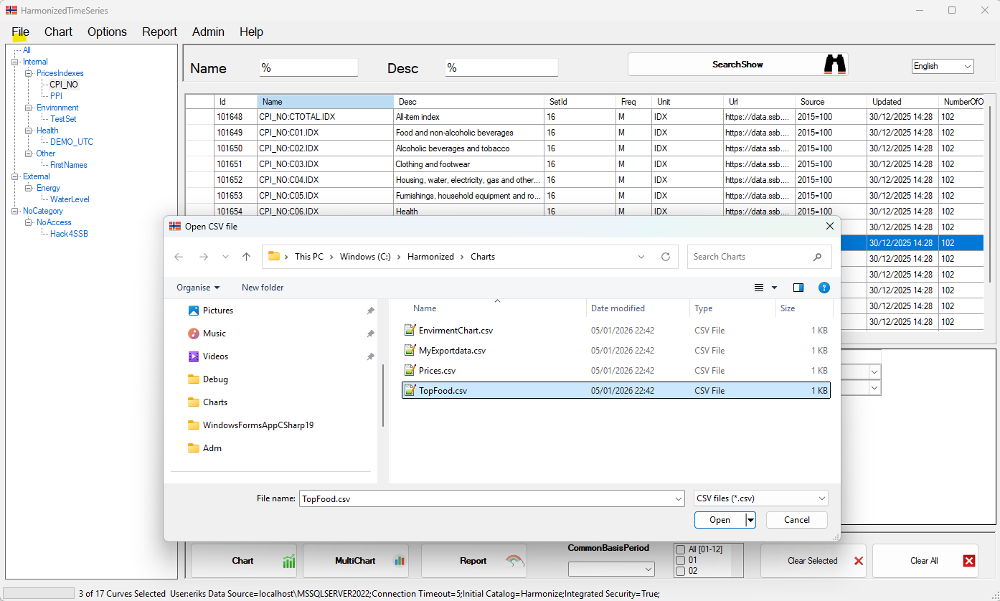 HarmonizedTimeSeries
File Chart Options Report Admin Help
All
Internal
PricesIndexes
CPI_NO
PPI
Environment
TestSet
Health
DEMO_UTC
Other
FirstNames
External
Energy
WaterLevel
NoCategory
NoAccess
Hack4SSB
Name % Desc % SearchShow English
Id Name Desc SetId Freq Unit Url Source Updated NumberOfO
101648 CPI_NO:CTOTAL.IDX All-item index 16 M IDX https://data.ssb.... 2015=100 30/12/2025 14:28 102
101649 CPI_NO:C01.IDX Food and non-alcoholic beverages 16 M IDX https://data.ssb.... 2015=100 30/12/2025 14:28 102
101650 CPI_NO:C02.IDX Alcoholic beverages and tobacco 16 M IDX https://data.ssb.... 2015=100 30/12/2025 14:28 102
101651 CPI_NO:C03.IDX Clothing and footwear 16 M IDX https://data.ssb.... 2015=100 30/12/2025 14:28 102
101652 CPI_NO:C04.IDX Housing, water, electricity, gas and other... 16 M IDX https://data.ssb.... 2015=100 30/12/2025 14:28 102
101653 CPI_NO:C05.IDX Furnishings, household equipment and ro... 16 M IDX https://data.ssb.... 2015=100 30/12/2025 14:28 102
101654 CPI_NO:C06.IDX Health 16 M IDX https://data.ssb.... 2015=100 30/12/2025 14:28 102
30/12/2025 14:28 102
30/12/2025 14:28 102
30/12/2025 14:28 102
30/12/2025 14:28 102
30/12/2025 14:28 102
30/12/2025 14:28 102
30/12/2025 14:28 102
Open CSV file
This PC > Windows (C:) > Harmonized > Charts
Search Charts
Organise New folder
Pictures
Music
Videos
Debug
Charts
WindowsFormsAppCSharp19
Adm
Name Date modified Type Size
EnvirmentChart.csv 05/01/2026 22:42 CSV File 1 KB
MyExportdata.csv 05/01/2026 22:42 CSV File 1 KB
Prices.csv 05/01/2026 22:42 CSV File 1 KB
TopFood.csv 05/01/2026 22:42 CSV File 1 KB
File name: TopFood.csv CSV files (*.csv)
Open Cancel
Chart MultiChart Report CommonBasisPeriod
All [01-12]
01
02
Clear Selected Clear All
3 of 17 Curves Selected User:eriks Data Source=localhost\MSSQLSERVER2022;Connection Timeout=5;Initial Catalog=Harmonize;Integrated Security=True;